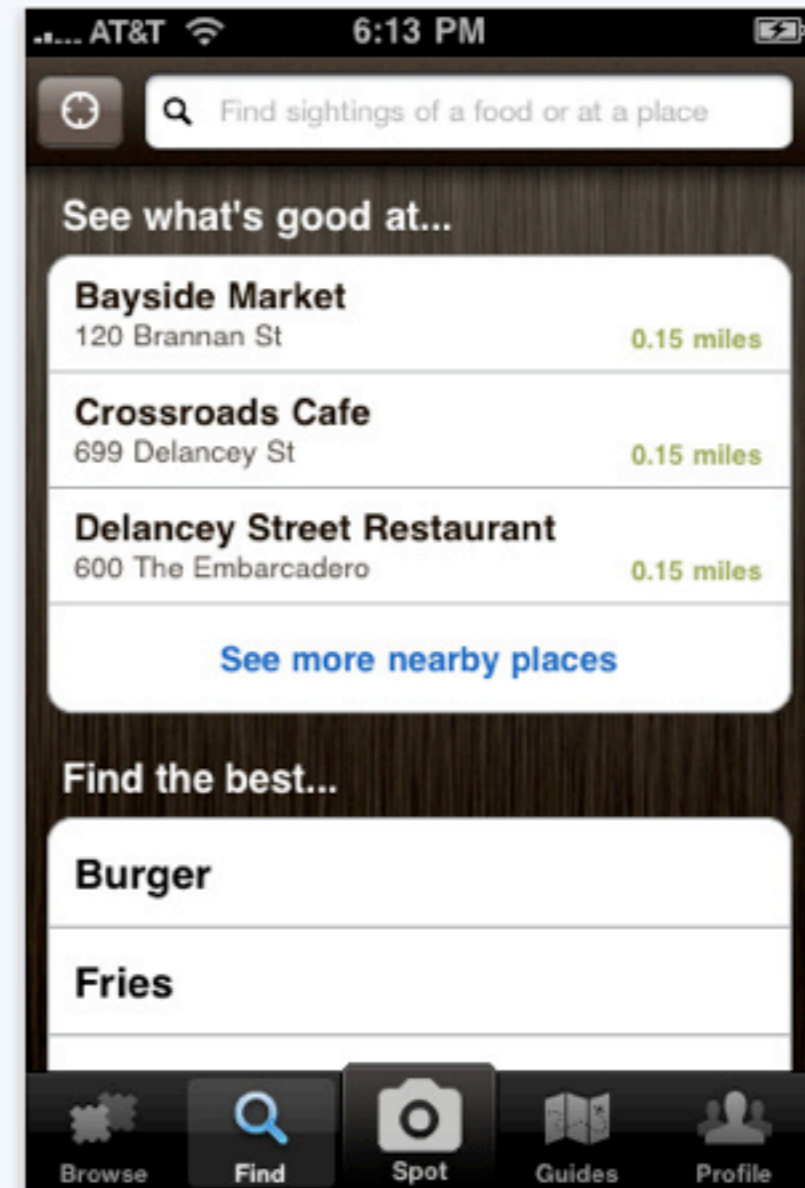 AT&T 6:13 PM
Find sightings of a food or at a place
See what's good at...
Bayside Market
120 Brannan St
0.15 miles
Crossroads Cafe
699 Delancey St
0.15 miles
Delancey Street Restaurant
600 The Embarcadero
0.15 miles
See more nearby places
Find the best...
Burger
Fries
Browse Find Spot Guides Profile